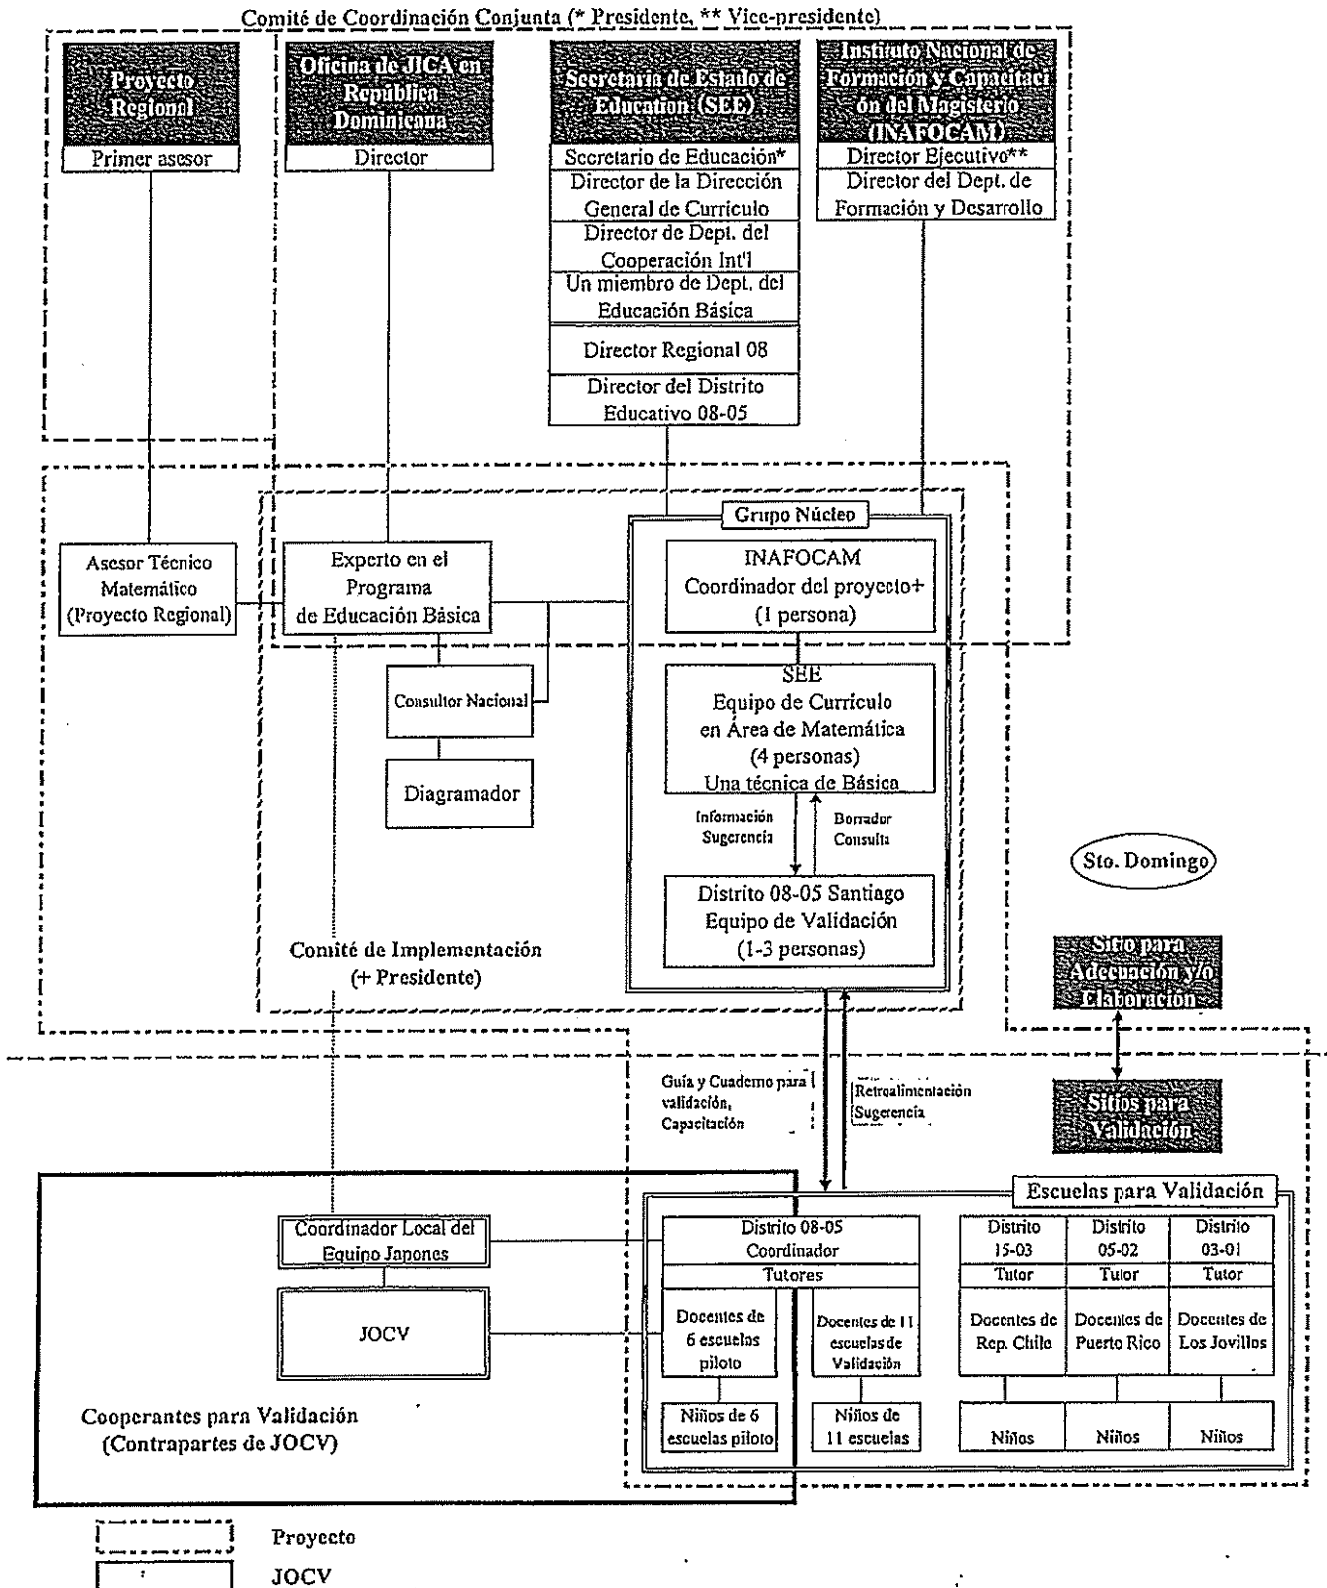 Comité de Coordinación Conjunta (* Presidente, ** Vice-presidente)
Proyecto
Regional
Primer asesor
Oficina de JICA en
República
Dominicana
Director
Secretaria de Estado de
Education (SEE)
Secretario de Educación*
Director de la Dirección
General de Currículo
Director de Dept. del
Cooperación Int'l
Un miembro de Dept. del
Educación Básica
Director Regional 08
Director del Distrito
Educativo 08-05
Instituto Nacional de
Formación y Capacitaci
ón del Magisterio
(INAFOCAM)
Director Ejecutivo**
Director del Dept. de
Formación y Desarrollo
Asesor Técnico
Matemático
(Proyecto Regional)
Experto en el
Programa
de Educación Básica
Consultor Nacional
Diagramador
Grupo Núcleo
INAFOCAM
Coordinador del proyecto+
(1 persona)
SEE
Equipo de Currículo
en Área de Matemática
(4 personas)
Una técnica de Básica
Información
Sugerencia
Borrador
Consulta
Distrito 08-05 Santiago
Equipo de Validación
(1-3 personas)
Comité de Implementación
(+ Presidente)
Sto. Domingo
Sitio para
Adecuación y/o
Elaboración
Sitios para
Validación
Guía y Cuaderno para
validación,
Capacitación
Retroalimentación
Sugerencia
Escuelas para Validación
Coordinador Local del
Equipo Japones
JOCV
Cooperantes para Validación
(Contrapartes de JOCV)
Distrito 08-05
Coordinador
Tutores
Docentes de
6 escuelas
piloto
Docentes de 11
escuelas de
Validación
Niños de 6
escuelas piloto
Niños de
11 escuelas
Distrito
15-03
Tutor
Docentes de
Rep. Chile
Niños
Distrito
05-02
Tutor
Docentes de
Puerto Rico
Niños
Distrito
03-01
Tutor
Docentes de
Los Jovillos
Niños
Proyecto
JOCV